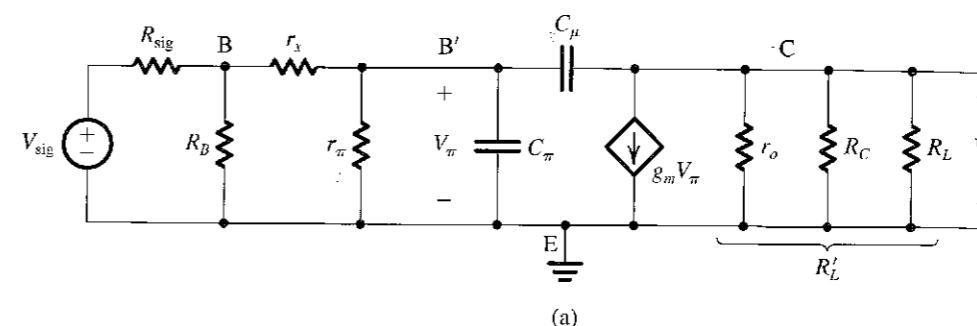 C_μ
R_sig
B
r_x
B′
C
+
+
−
V_sig
R_B
r_π
V_π
C_π
g_m V_π
r_o
R_C
R_L
−
E
R′_L
(a)